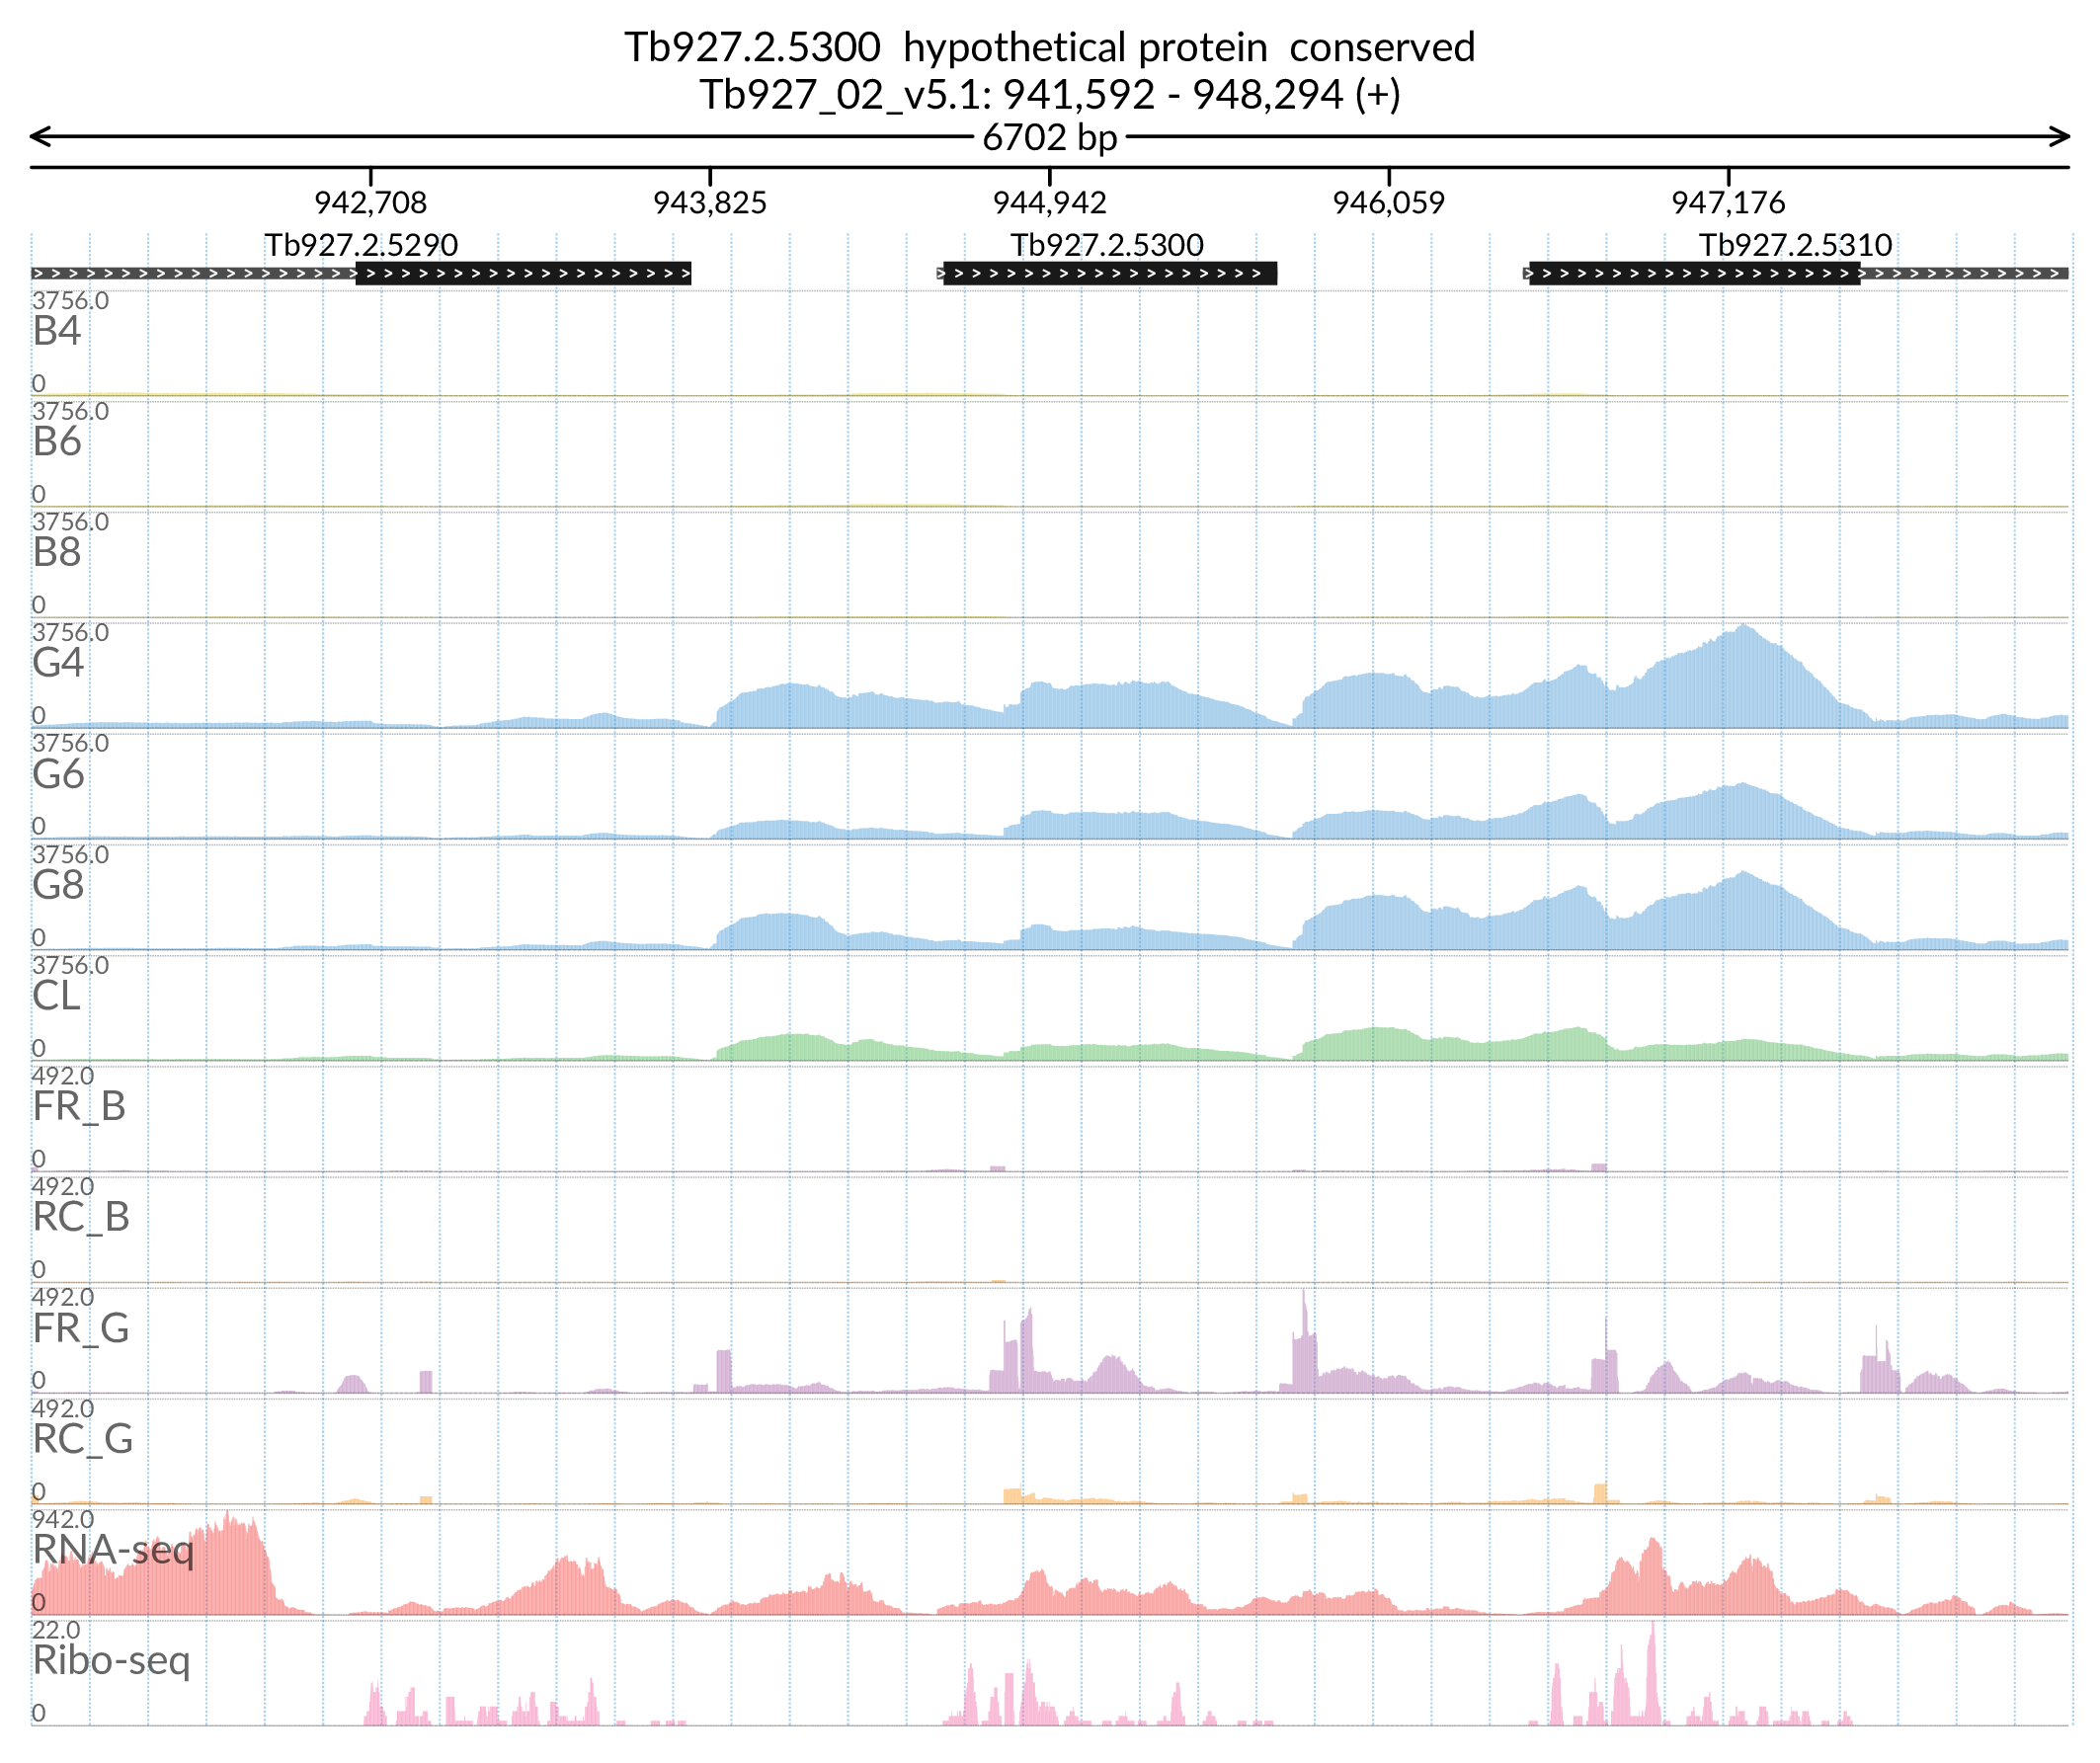 Tb927.2.5300 hypothetical protein conserved
Tb927_02_v5.1: 941,592 - 948,294 (+)
6702 bp
942,708 943,825 944,942 946,059 947,176
Tb927.2.5290 Tb927.2.5300 Tb927.2.5310
3756.0
B4
0
3756.0
B6
0
3756.0
B8
0
3756.0
G4
0
3756.0
G6
0
3756.0
G8
0
3756.0
CL
0
492.0
FR_B
0
492.0
RC_B
0
492.0
FR_G
0
492.0
RC_G
0
942.0
RNA-seq
0
22.0
Ribo-seq
0